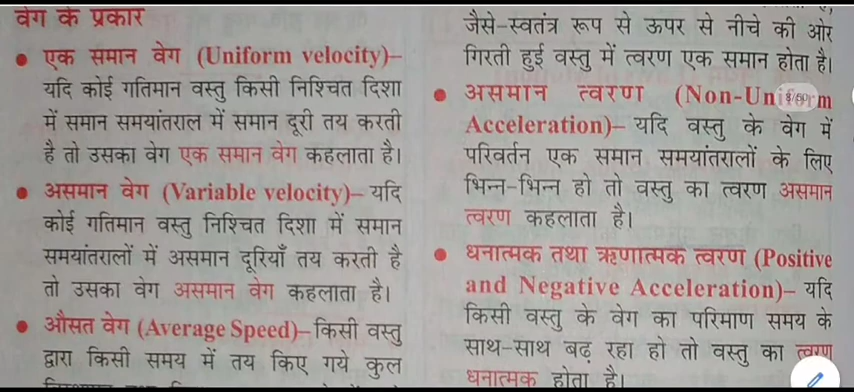 वेग के प्रकार
• एक समान वेग (Uniform velocity)–
यदि कोई गतिमान वस्तु किसी निश्चित दिशा
में समान समयांतराल में समान दूरी तय करती
है तो उसका वेग एक समान वेग कहलाता है।
• असमान वेग (Variable velocity)– यदि
कोई गतिमान वस्तु निश्चित दिशा में समान
समयांतरालों में असमान दूरियाँ तय करती है
तो उसका वेग असमान वेग कहलाता है।
• औसत वेग (Average Speed)–किसी वस्तु
द्वारा किसी समय में तय किए गये कुल
जैसे–स्वतंत्र रूप से ऊपर से नीचे की ओर
गिरती हुई वस्तु में त्वरण एक समान होता है।
• असमान त्वरण (Non-Uniform
8/50
Acceleration)– यदि वस्तु के वेग में
परिवर्तन एक समान समयांतरालों के लिए
भिन्न-भिन्न हो तो वस्तु का त्वरण असमान
त्वरण कहलाता है।
• धनात्मक तथा ऋणात्मक त्वरण (Positive
and Negative Acceleration)– यदि
किसी वस्तु के वेग का परिमाण समय के
साथ-साथ बढ़ रहा हो तो वस्तु का त्वरण
धनात्मक होता है।